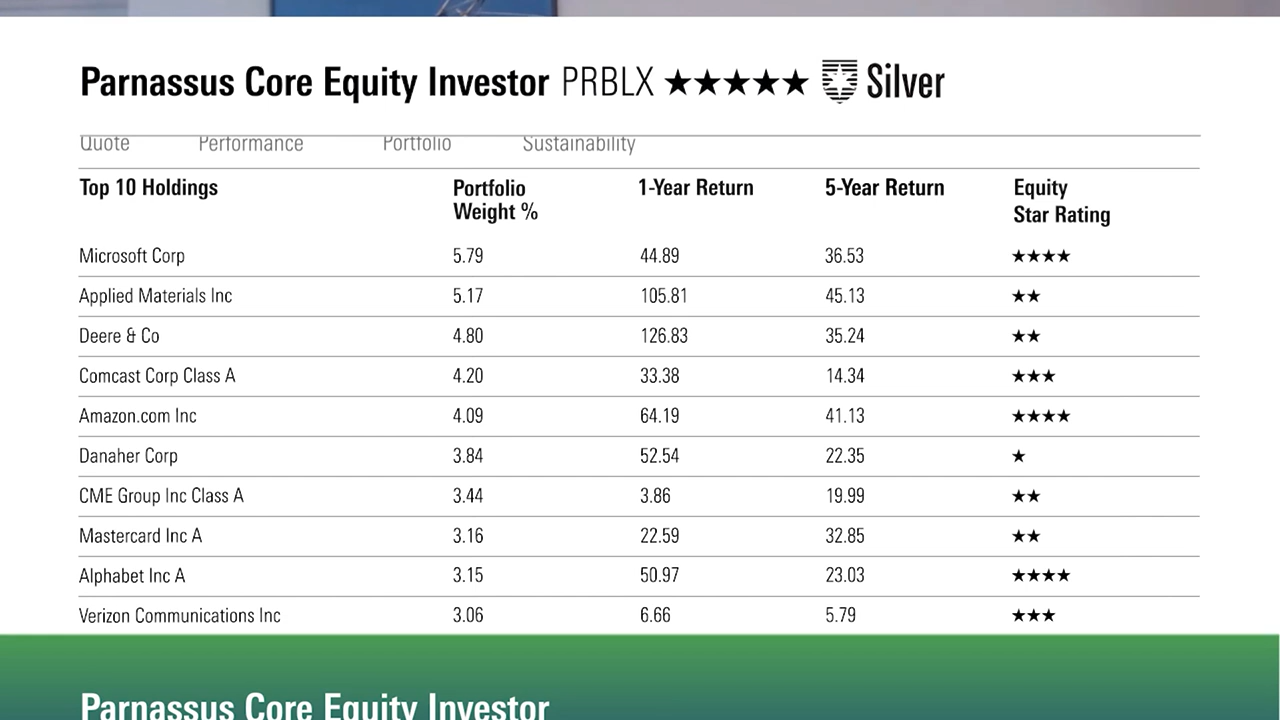 Parnassus Core Equity Investor PRBLX ★★★★★ Silver
Quote Performance Portfolio Sustainability
Top 10 Holdings Portfolio Weight % 1-Year Return 5-Year Return Equity Star Rating
Microsoft Corp 5.79 44.89 36.53 ★★★★
Applied Materials Inc 5.17 105.81 45.13 ★★
Deere & Co 4.80 126.83 35.24 ★★
Comcast Corp Class A 4.20 33.38 14.34 ★★★
Amazon.com Inc 4.09 64.19 41.13 ★★★★
Danaher Corp 3.84 52.54 22.35 ★
CME Group Inc Class A 3.44 3.86 19.99 ★★
Mastercard Inc A 3.16 22.59 32.85 ★★
Alphabet Inc A 3.15 50.97 23.03 ★★★★
Verizon Communications Inc 3.06 6.66 5.79 ★★★
Parnassus Core Equity Investor